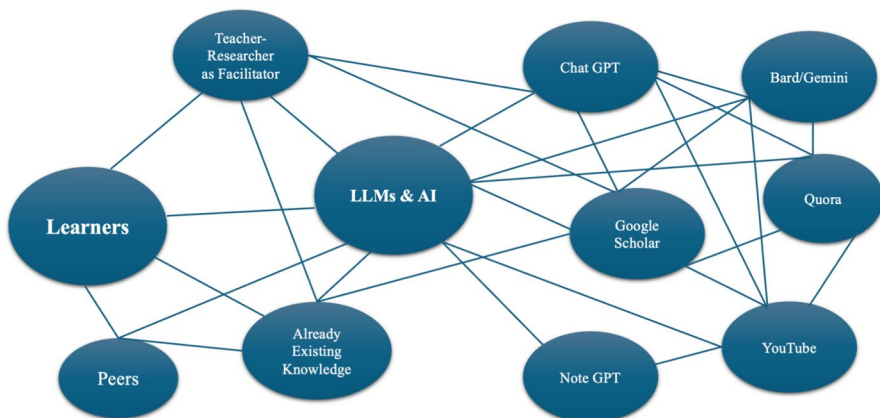 Teacher-
Researcher
as Facilitator
Chat GPT
Bard/Gemini
LLMs & AI
Learners
Quora
Google
Scholar
Already
Existing
Knowledge
YouTube
Peers
Note GPT